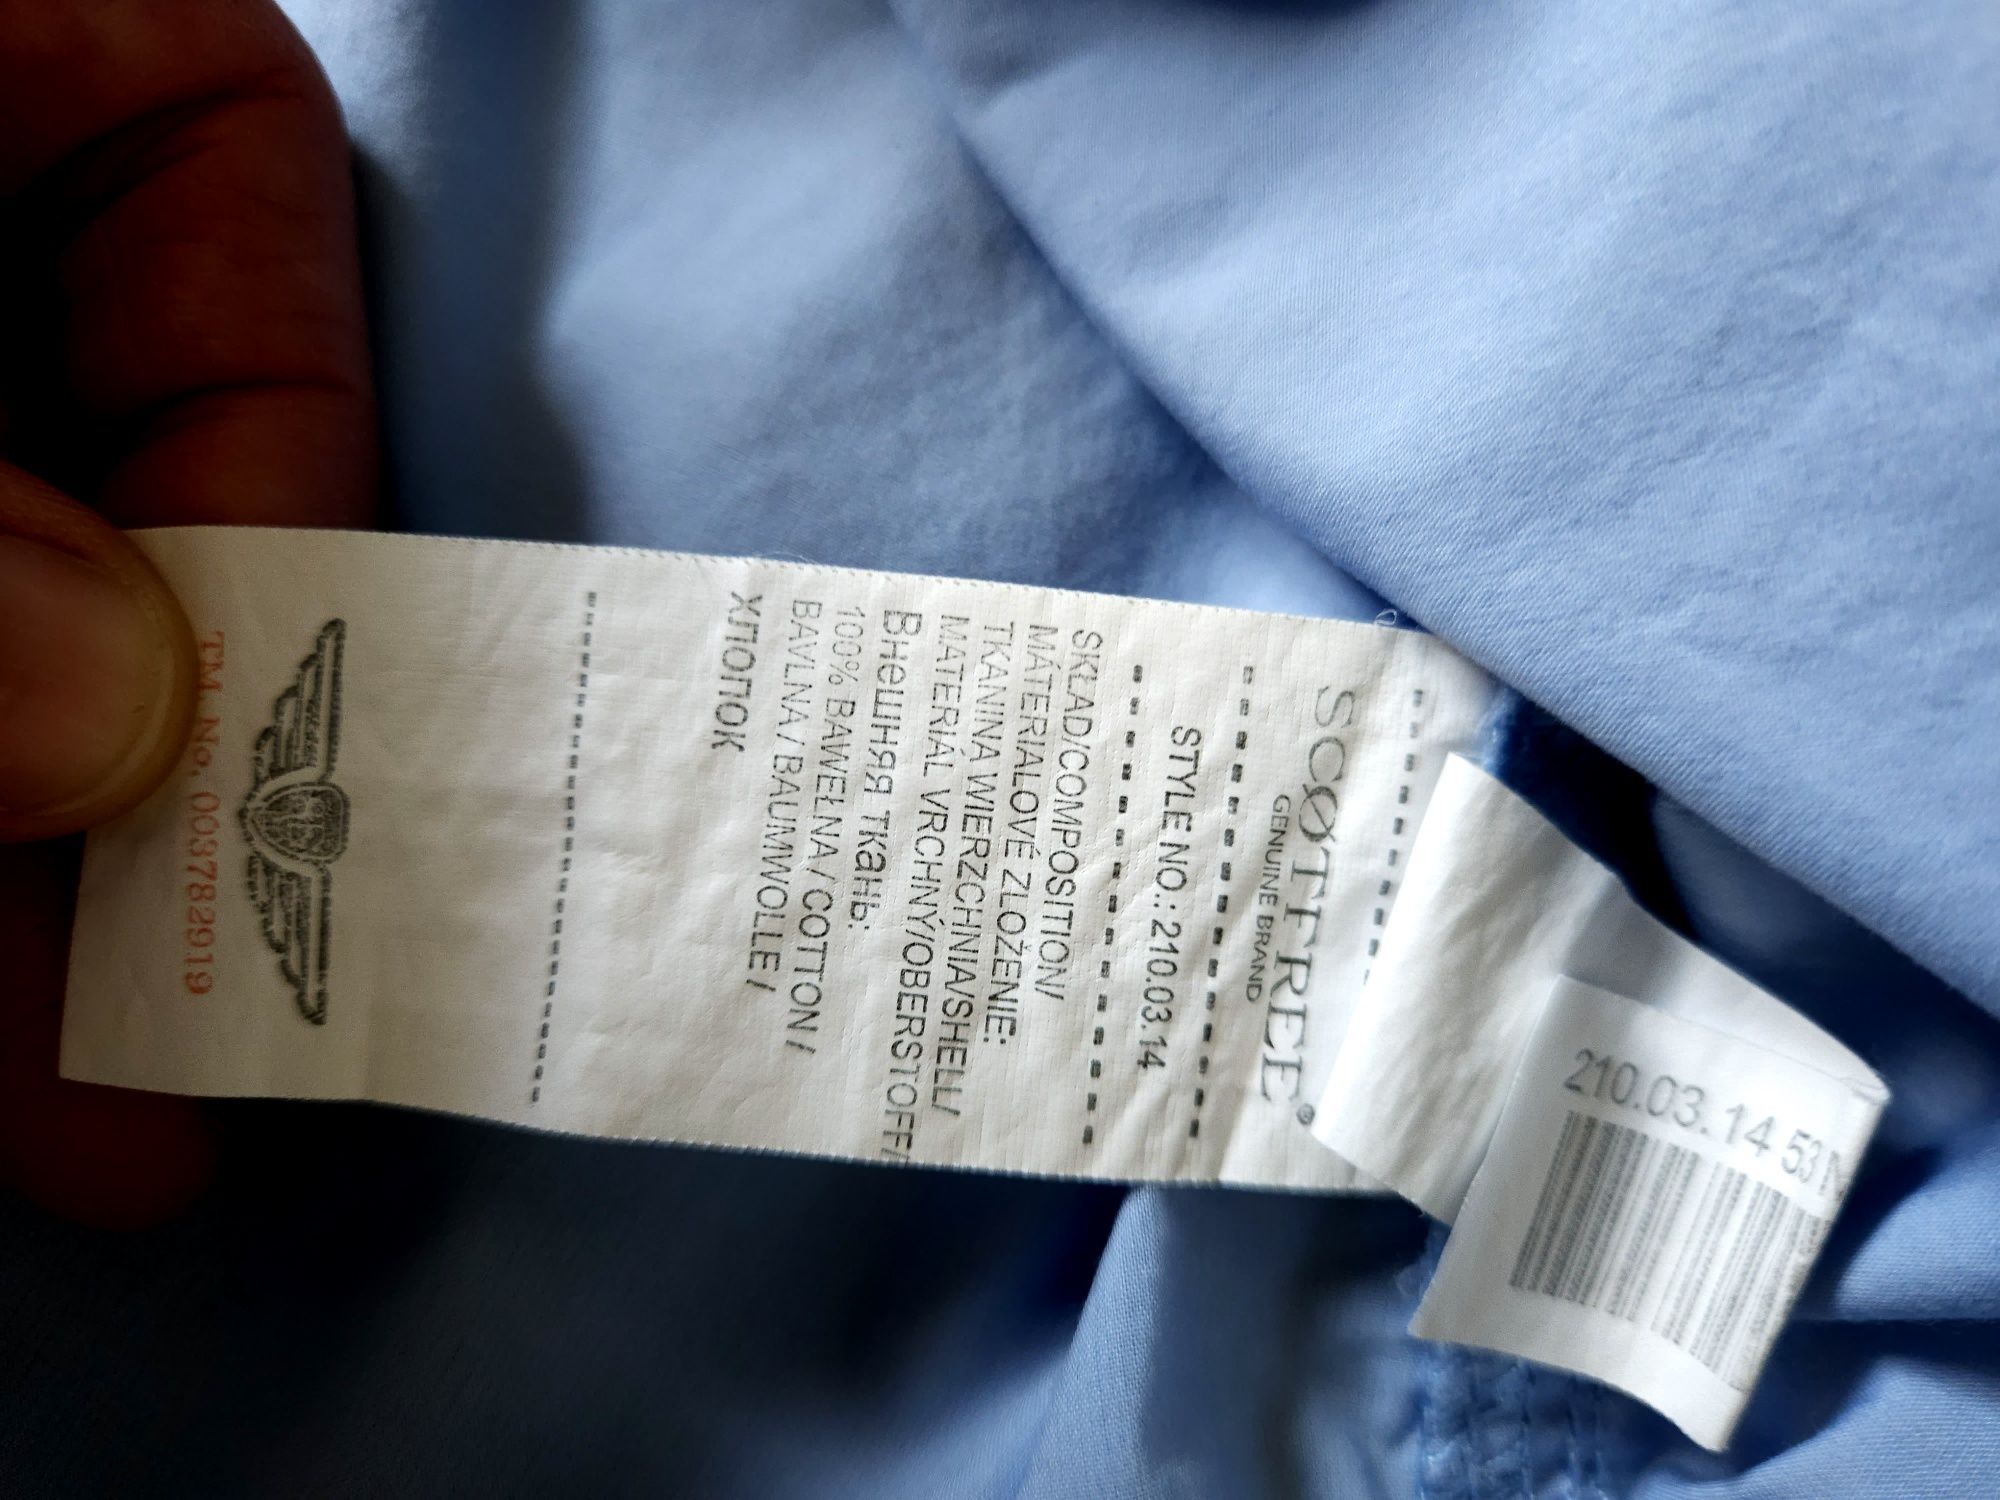 SCØTFREE®
GENUINE BRAND
STYLE NO.: 210.03.14
SKŁAD/COMPOSITION/
MÁTERIALOVÉ ZLOŽENIE:
TKANINA WIERZCHNIA/SHELL/
MATERIÁL VRCHNÝ/OBERSTOFF/
Внешняя ткань:
100% BAWEŁNA / COTTON /
BAVLNA / BAUMWOLLE /
хлопок
TM. No. 003782919
210.03.14 53